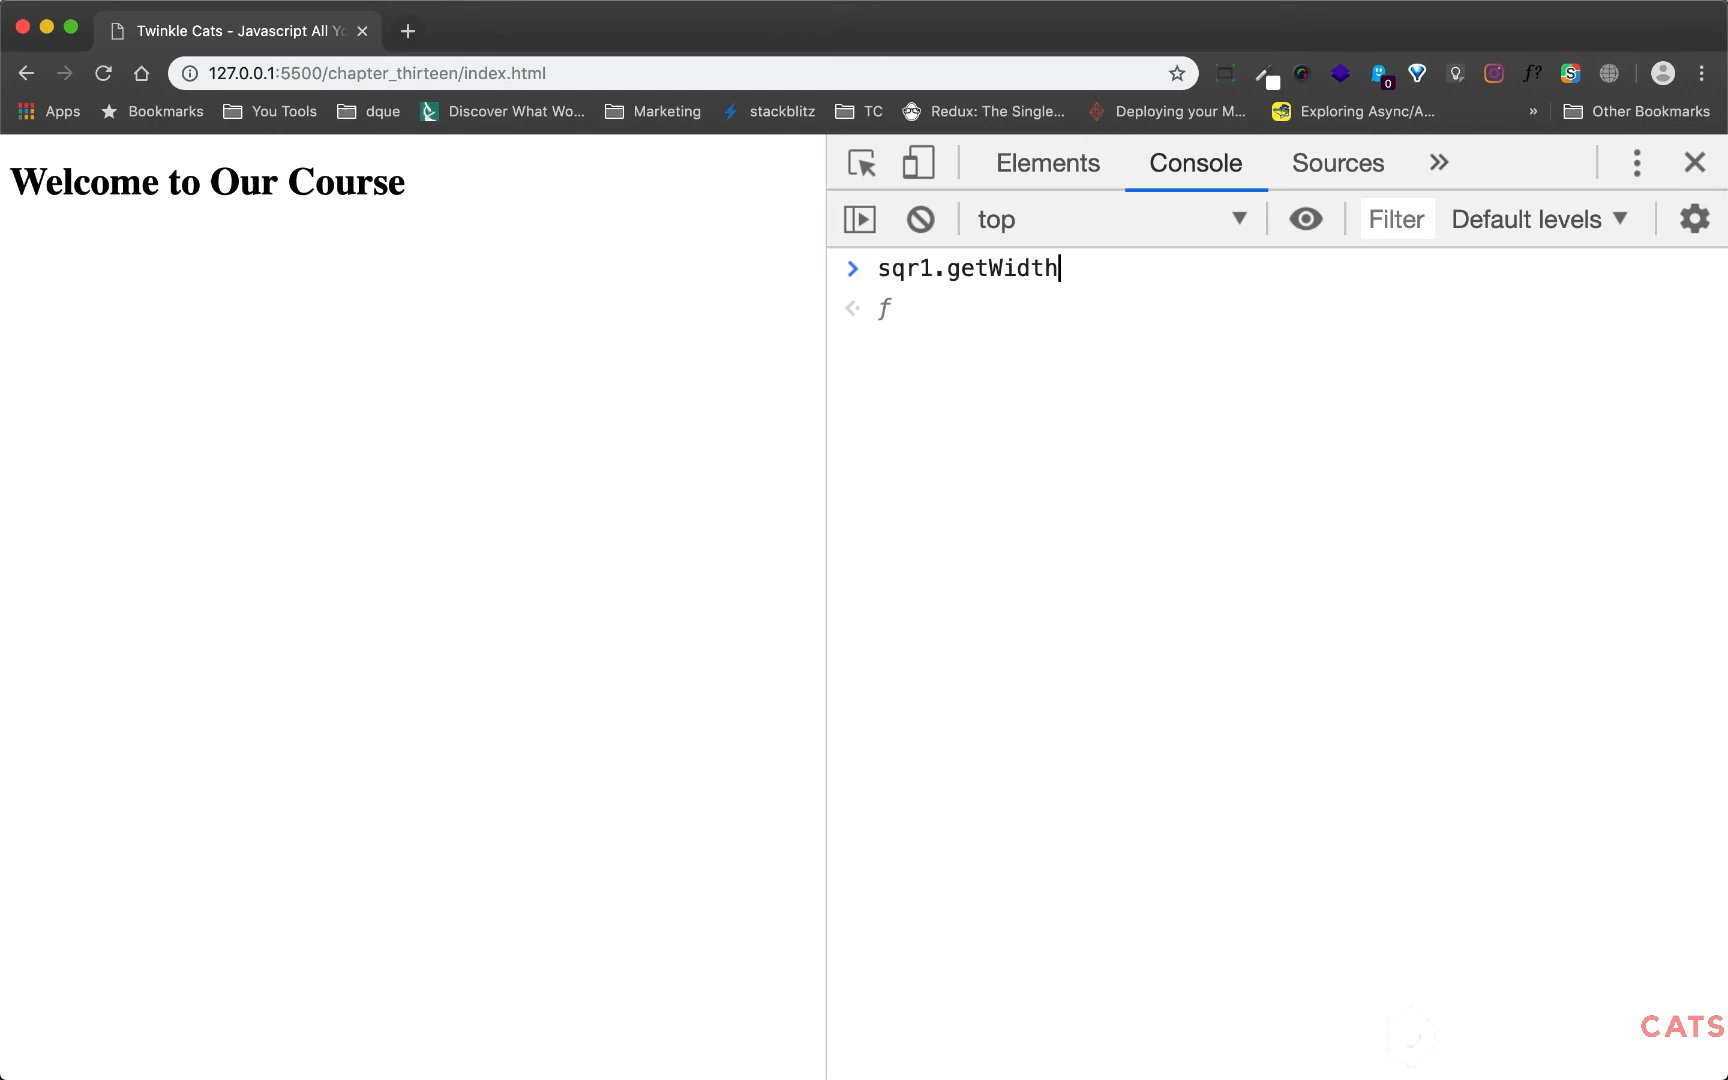 Twinkle Cats - Javascript All Yo
127.0.0.1:5500/chapter_thirteen/index.html
f?
0
Apps
Bookmarks
You Tools
dque
Discover What Wo...
Marketing
stackblitz
TC
Redux: The Single...
Deploying your M...
Exploring Async/A...
»
Other Bookmarks
Welcome to Our Course
Elements
Console
Sources
»
top
Filter
Default levels
sqr1.getWidth
f
CATS